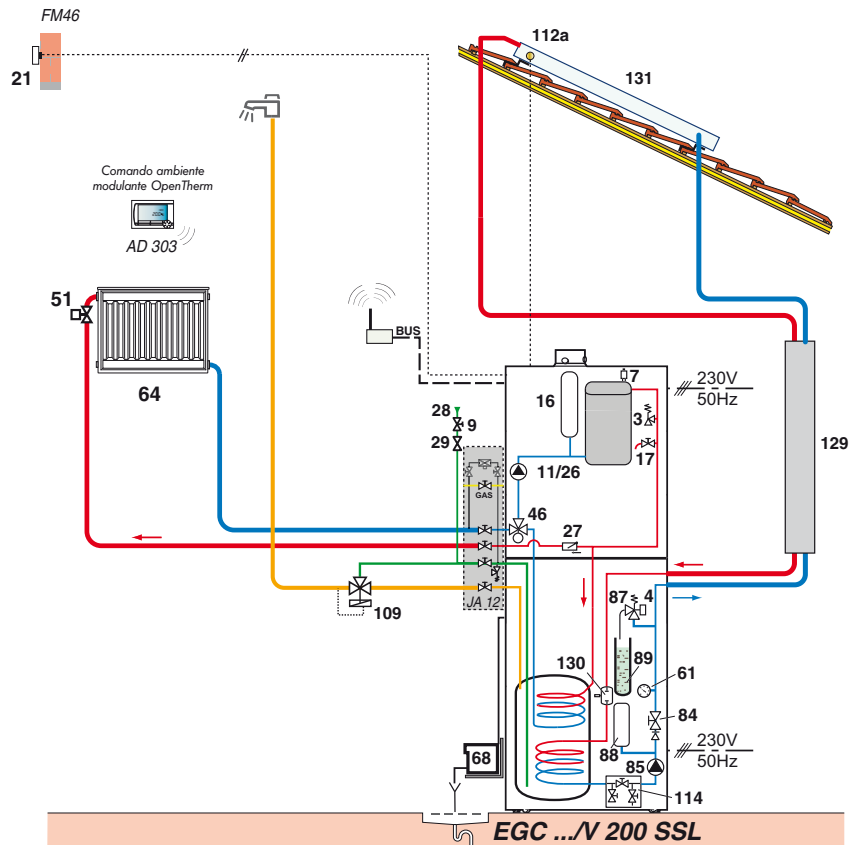 FM46
112a
21
131
Comando ambiente
modulante OpenTherm
AD 303
51
BUS
7
230V
50Hz
16
64
28
9
3
29
17
129
11/26
GAS
46
27
JA 12
109
87
4
130
89
61
84
88
230V
50Hz
68
85
114
EGC .../V 200 SSL